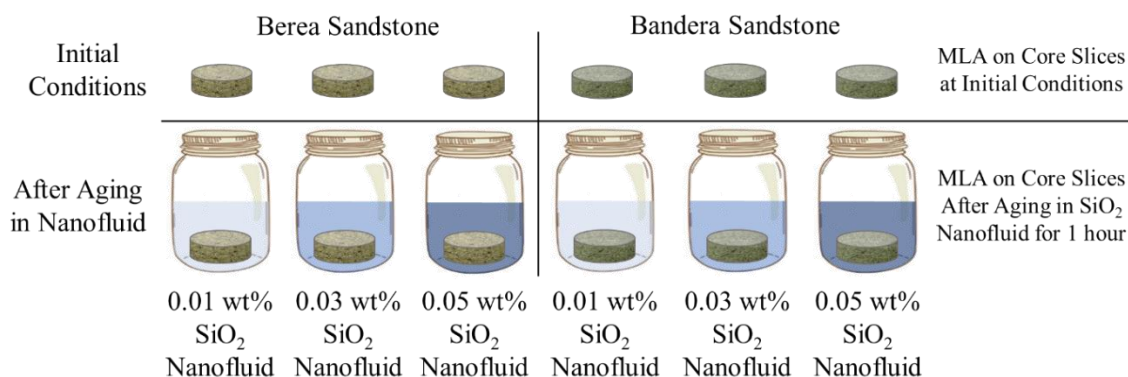 Berea Sandstone
Bandera Sandstone
Initial
Conditions
MLA on Core Slices
at Initial Conditions
After Aging
in Nanofluid
MLA on Core Slices
After Aging in SiO₂
Nanofluid for 1 hour
0.01 wt%
SiO₂
Nanofluid
0.03 wt%
SiO₂
Nanofluid
0.05 wt%
SiO₂
Nanofluid
0.01 wt%
SiO₂
Nanofluid
0.03 wt%
SiO₂
Nanofluid
0.05 wt%
SiO₂
Nanofluid